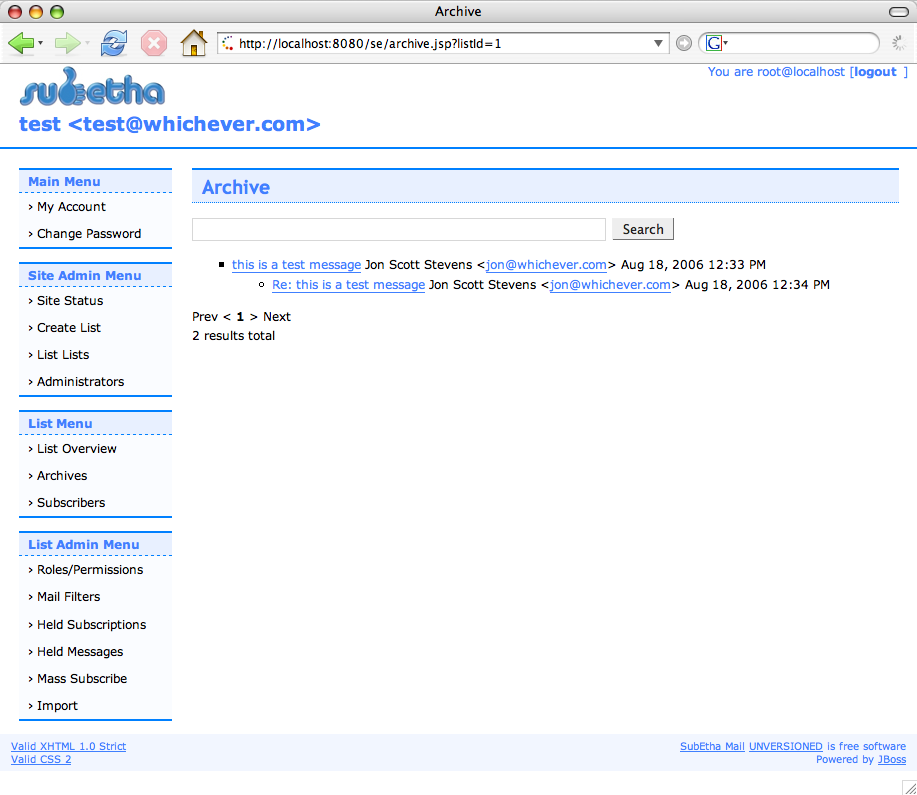 Archive
http://localhost:8080/se/archive.jsp?listId=1
G
You are root@localhost [logout ]
subetha
test <test@whichever.com>
Main Menu
› My Account
› Change Password
Site Admin Menu
› Site Status
› Create List
› List Lists
› Administrators
List Menu
› List Overview
› Archives
› Subscribers
List Admin Menu
› Roles/Permissions
› Mail Filters
› Held Subscriptions
› Held Messages
› Mass Subscribe
› Import
Archive
Search
this is a test message Jon Scott Stevens <jon@whichever.com> Aug 18, 2006 12:33 PM
Re: this is a test message Jon Scott Stevens <jon@whichever.com> Aug 18, 2006 12:34 PM
Prev < 1 > Next
2 results total
Valid XHTML 1.0 Strict
Valid CSS 2
SubEtha Mail UNVERSIONED is free software
Powered by JBoss